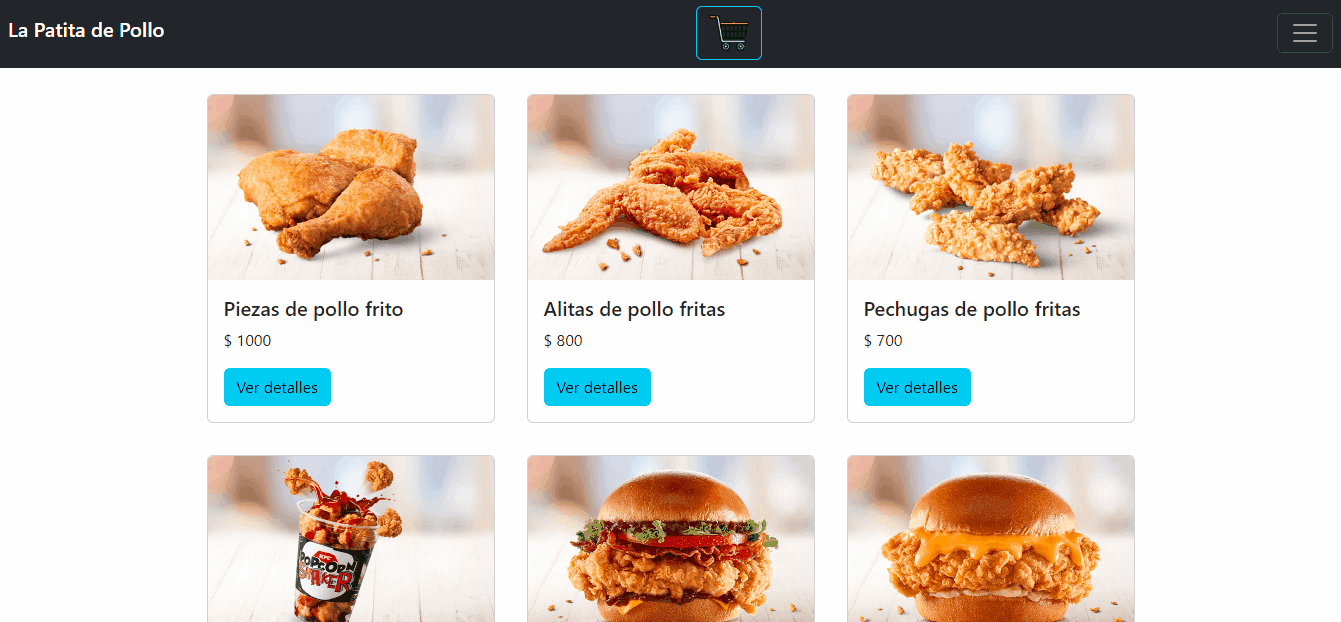 La Patita de Pollo
Piezas de pollo frito
$ 1000
Ver detalles
Alitas de pollo fritas
$ 800
Ver detalles
Pechugas de pollo fritas
$ 700
Ver detalles
KFC
POPCORN
SHAKER